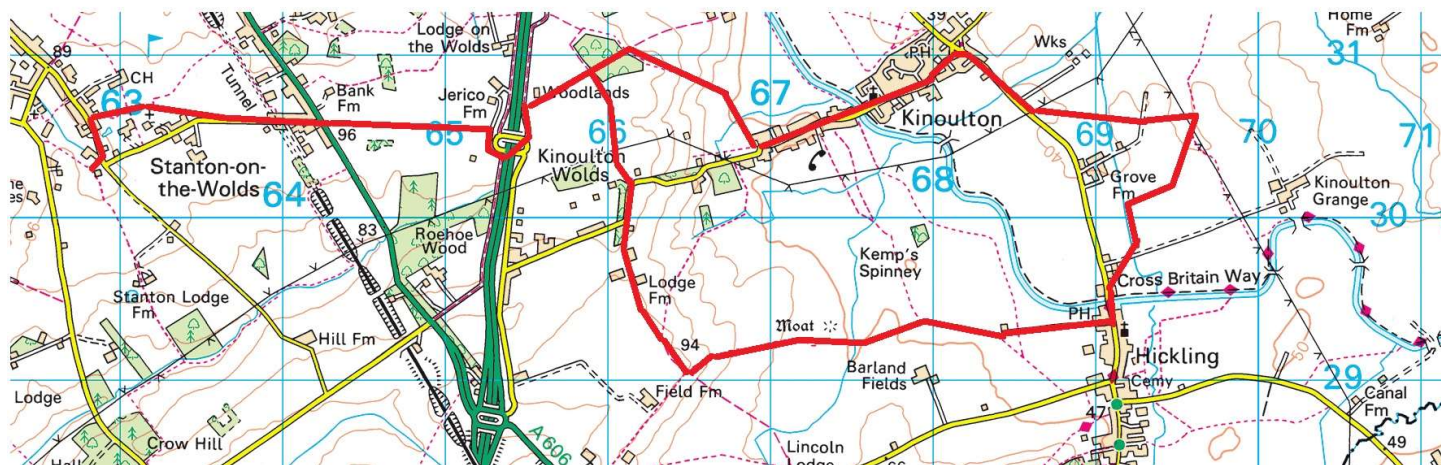 39
PH
Wks
Home
Fm
31
89
Lodge on
the Wolds
CH
63
Tunnel
Bank
Fm
Jerico
Fm
Woodlands
67
96
65
66
Kinoulton
69
70
71
Stanton-on-
the-Wolds
Kinoulton
Wolds
68
Grove
Fm
Kinoulton
Grange
64
30
83
Roehoe
Wood
Kemp's
Spinney
Stanton Lodge
Fm
Lodge
Fm
Cross Britain Way
Moat
PH
Hill Fm
94
Hickling
Barland
Fields
Cemy
29
Lodge
Field Fm
Canal
Fm
Crow Hill
47
A 606
Lincoln
49